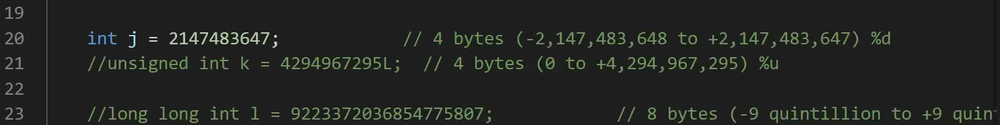 19
20 int j = 2147483647; // 4 bytes (-2,147,483,648 to +2,147,483,647) %d
21 //unsigned int k = 4294967295L; // 4 bytes (0 to +4,294,967,295) %u
22
23 //long long int l = 9223372036854775807; // 8 bytes (-9 quintillion to +9